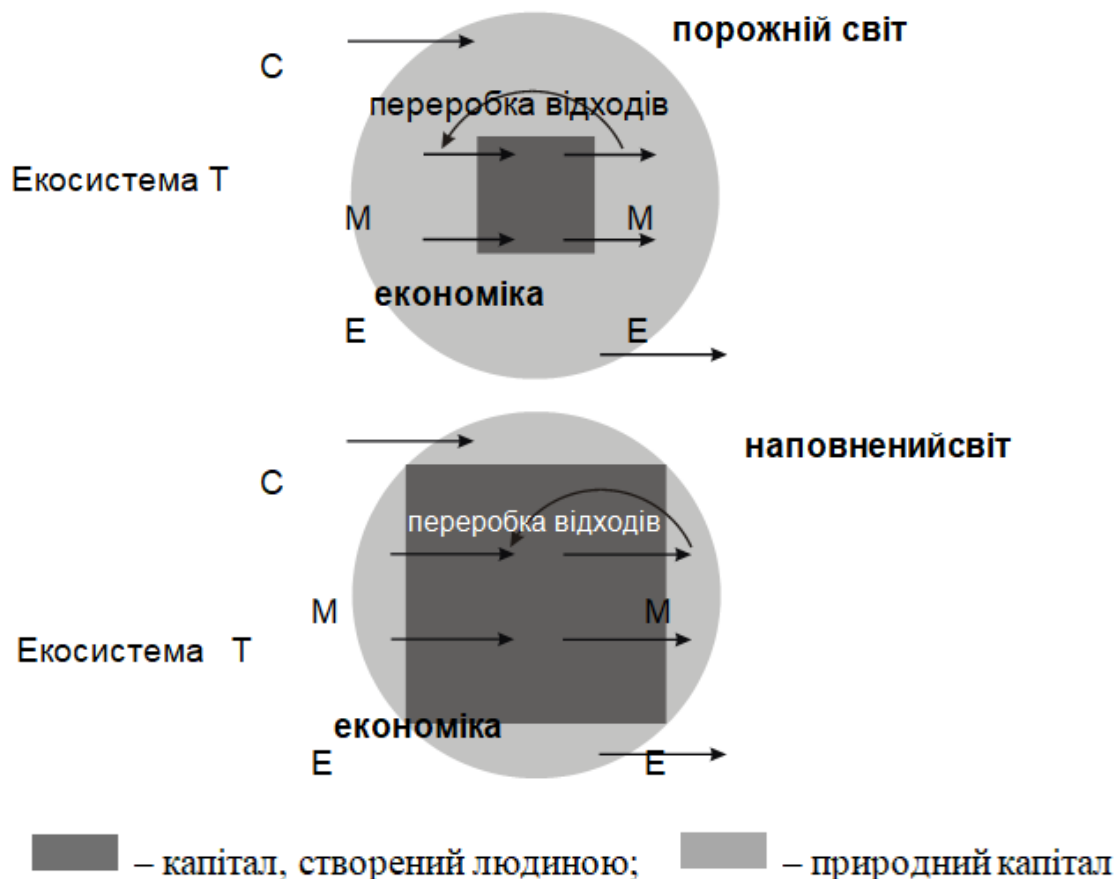 порожній світ
С
переробка відходів
Екосистема Т
М М
економіка
Е Е
наповненийсвіт
С
переробка відходів
М М
Екосистема Т
економіка
Е Е
– капітал, створений людиною; – природний капітал